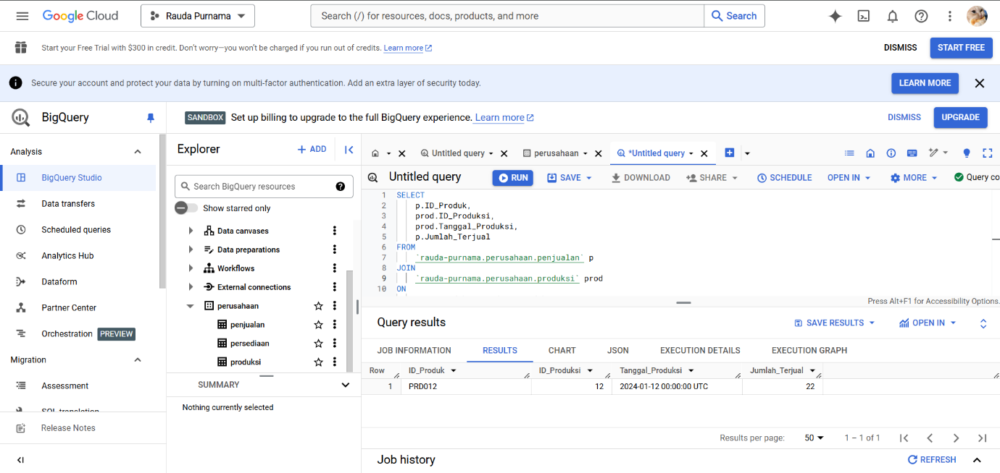 Google Cloud
Rauda Purnama
Search (/) for resources, docs, products, and more
Search
Start your Free Trial with $300 in credit. Don't worry—you won't be charged if you run out of credits. Learn more
DISMISS
START FREE
Secure your account and protect your data by turning on multi-factor authentication. Add an extra layer of security today.
LEARN MORE
BigQuery
SANDBOX Set up billing to upgrade to the full BigQuery experience. Learn more
DISMISS
UPGRADE
Analysis
BigQuery Studio
Data transfers
Scheduled queries
Analytics Hub
Dataform
Partner Center
Orchestration PREVIEW
Migration
Assessment
SQL translation
Release Notes
Explorer
+ ADD
Search BigQuery resources
Show starred only
Data canvases
Data preparations
Workflows
External connections
perusahaan
penjualan
persediaan
produksi
SUMMARY
Nothing currently selected
Untitled query
perusahaan
*Untitled query
Untitled query
RUN
SAVE
DOWNLOAD
SHARE
SCHEDULE
OPEN IN
MORE
Query co
1 SELECT
2 p.ID_Produk,
3 prod.ID_Produksi,
4 prod.Tanggal_Produksi,
5 p.Jumlah_Terjual
6 FROM
7 `rauda-purnama.perusahaan.penjualan` p
8 JOIN
9 `rauda-purnama.perusahaan.produksi` prod
10 ON
Press Alt+F1 for Accessibility Options.
Query results
SAVE RESULTS
OPEN IN
JOB INFORMATION
RESULTS
CHART
JSON
EXECUTION DETAILS
EXECUTION GRAPH
Row ID_Produk ID_Produksi Tanggal_Produksi Jumlah_Terjual
1 PRD012 12 2024-01-12 00:00:00 UTC 22
Results per page: 50 1 – 1 of 1
Job history
REFRESH